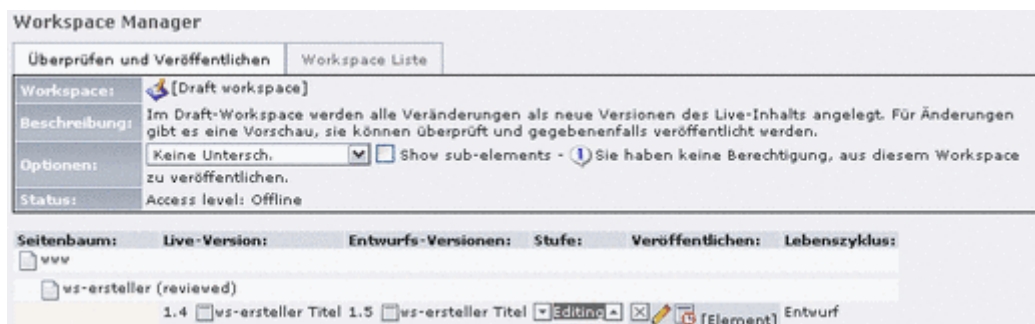 Workspace Manager
Überprüfen und Veröffentlichen Workspace Liste
Workspace: [Draft workspace]
Beschreibung: Im Draft-Workspace werden alle Veränderungen als neue Versionen des Live-Inhalts angelegt. Für Änderungen
gibt es eine Vorschau, sie können überprüft und gegebenenfalls veröffentlicht werden.
Optionen: Keine Untersch. Show sub-elements - Sie haben keine Berechtigung, aus diesem Workspace
zu veröffentlichen.
Status: Access level: Offline
Seitenbaum: Live-Version: Entwurfs-Versionen: Stufe: Veröffentlichen: Lebenszyklus:
www
ws-ersteller (reviewed)
1.4 ws-ersteller Titel 1.5 ws-ersteller Titel Editing [Element] Entwurf